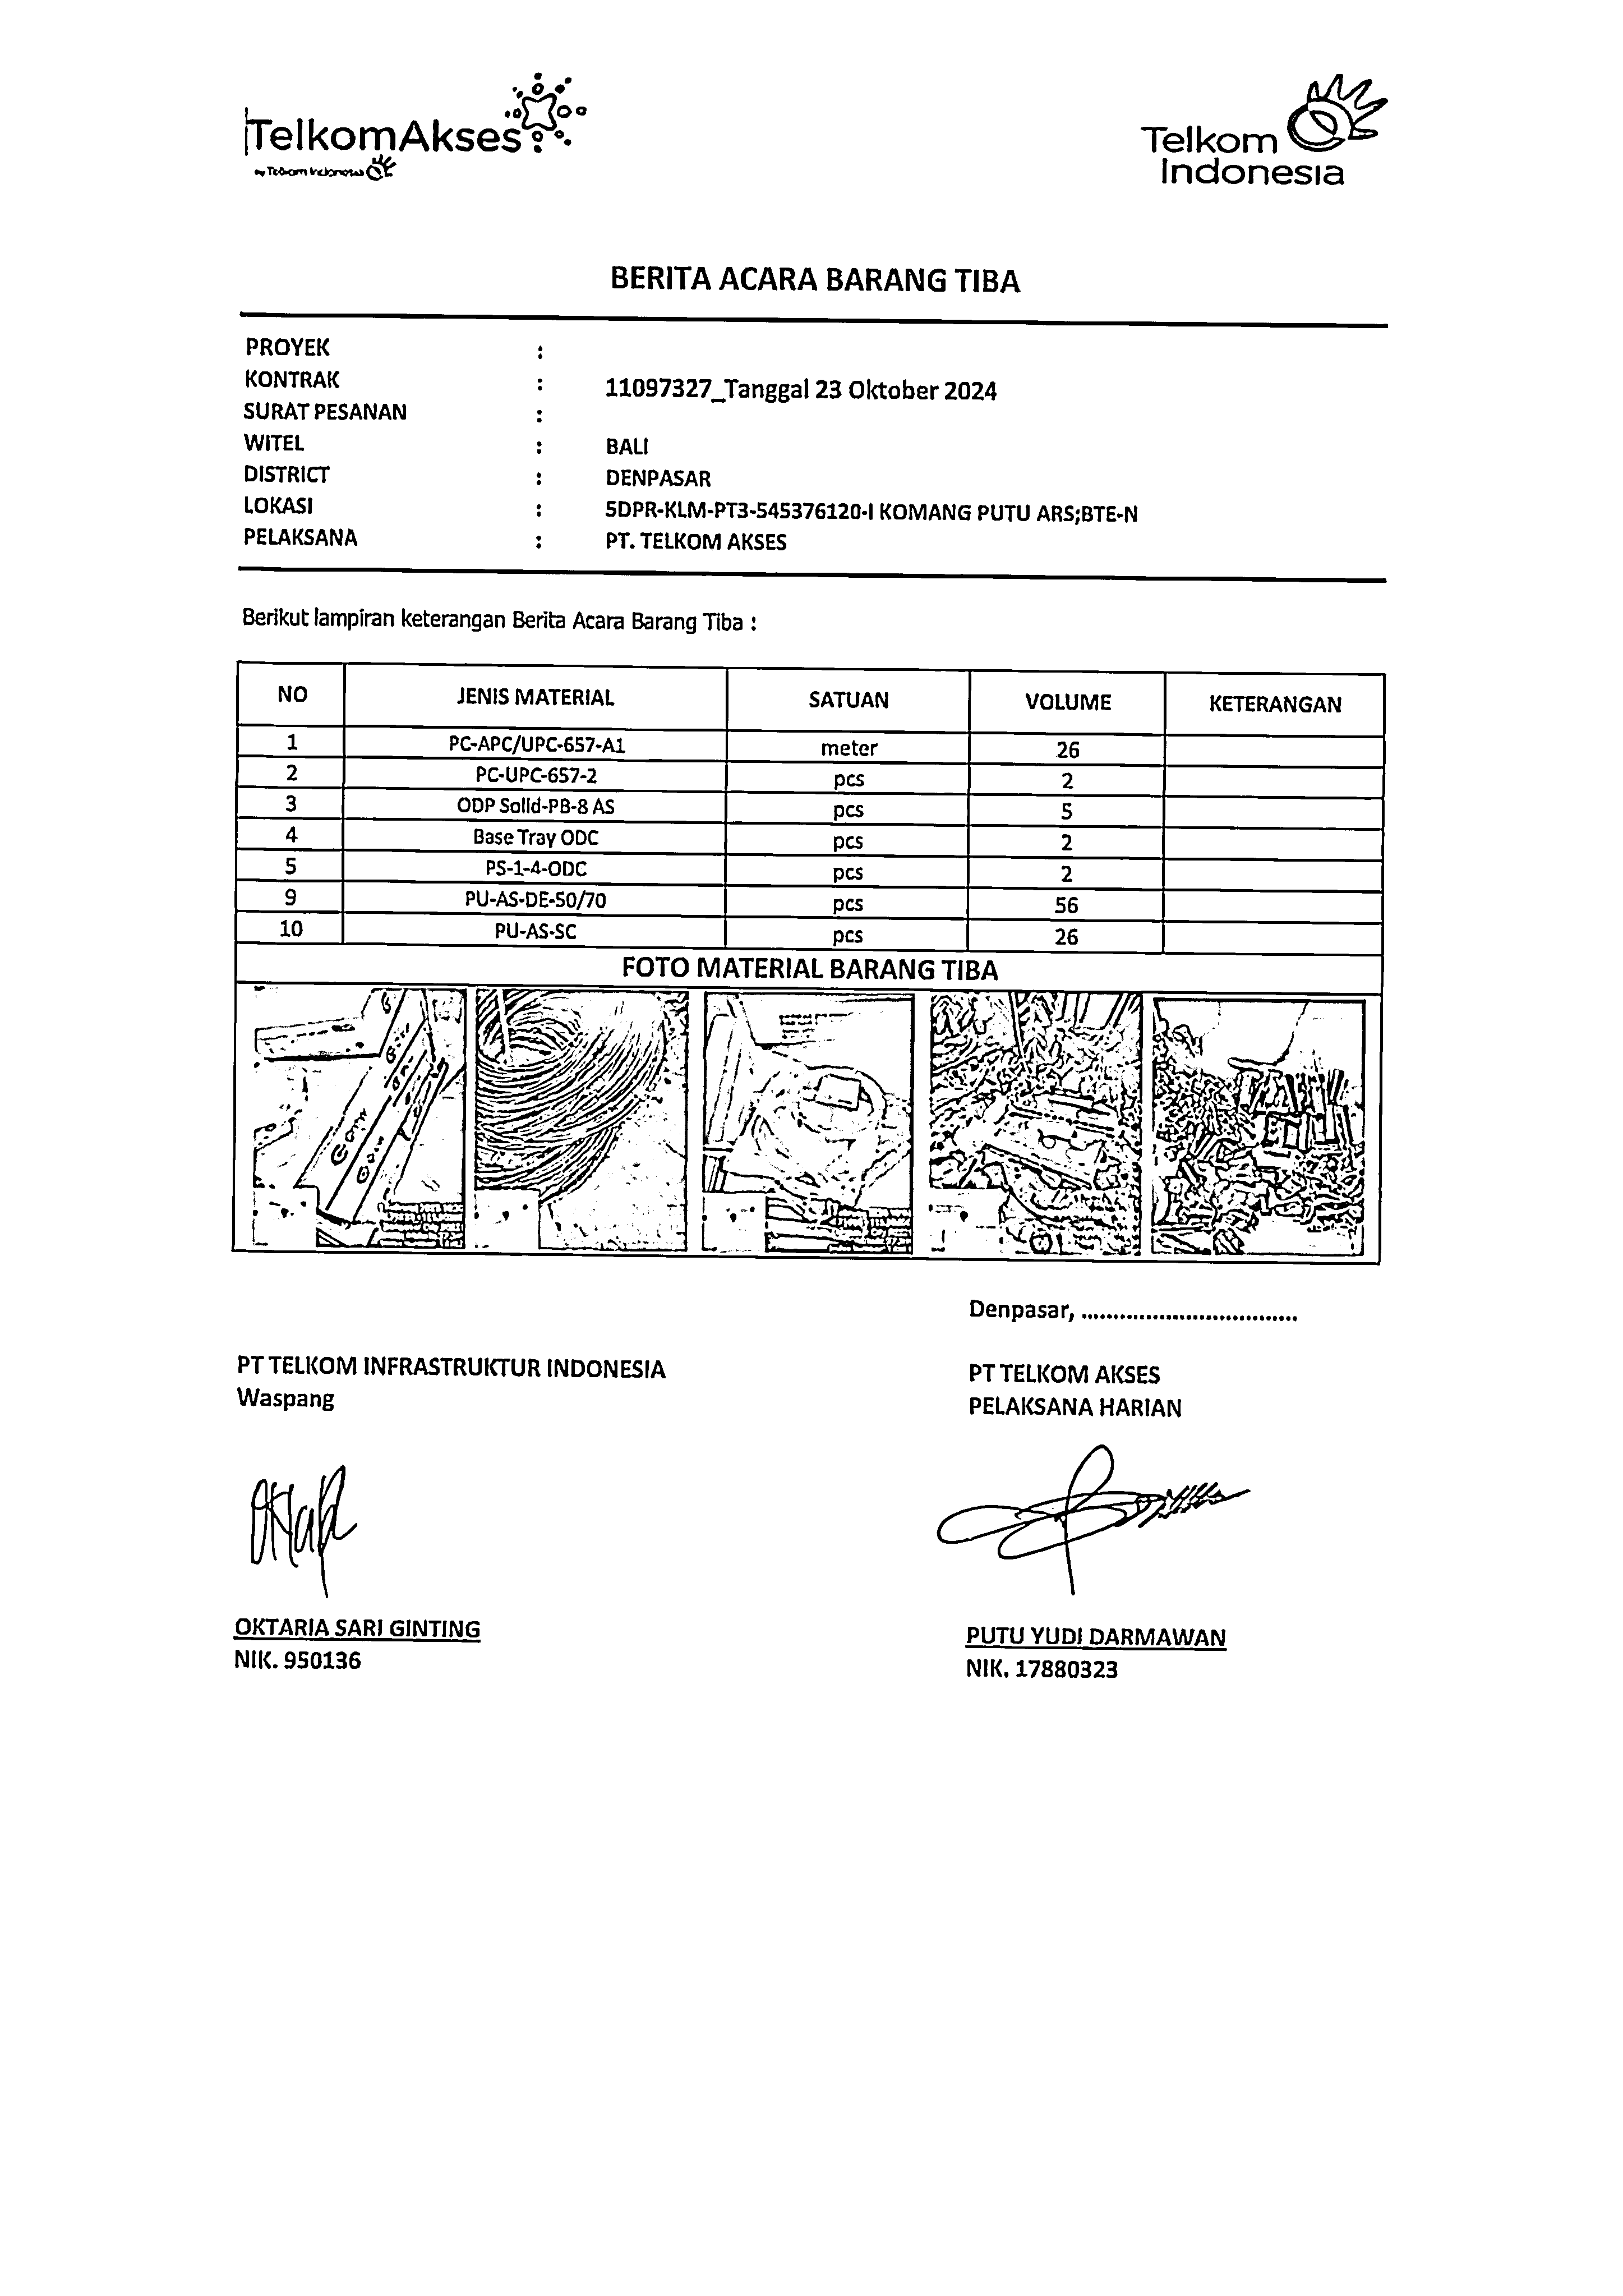 TelkomAkses
by Telkom Indonesia
Telkom
Indonesia
BERITA ACARA BARANG TIBA
PROYEK :
KONTRAK : 11097327_Tanggal 23 Oktober 2024
SURAT PESANAN :
WITEL : BALI
DISTRICT : DENPASAR
LOKASI : SDPR-KLM-PT3-545376120-I KOMANG PUTU ARS;BTE-N
PELAKSANA : PT. TELKOM AKSES
Berikut lampiran keterangan Berita Acara Barang Tiba :
NO JENIS MATERIAL SATUAN VOLUME KETERANGAN
1 PC-APC/UPC-657-A1 meter 26
2 PC-UPC-657-2 pcs 2
3 ODP Solid-PB-8 AS pcs 5
4 Base Tray ODC pcs 2
5 PS-1-4-ODC pcs 2
9 PU-AS-DE-50/70 pcs 56
10 PU-AS-SC pcs 26
FOTO MATERIAL BARANG TIBA
Denpasar, ..................................
PT TELKOM INFRASTRUKTUR INDONESIA
Waspang
PT TELKOM AKSES
PELAKSANA HARIAN
OKTARIA SARI GINTING
NIK. 950136
PUTU YUDI DARMAWAN
NIK. 17880323